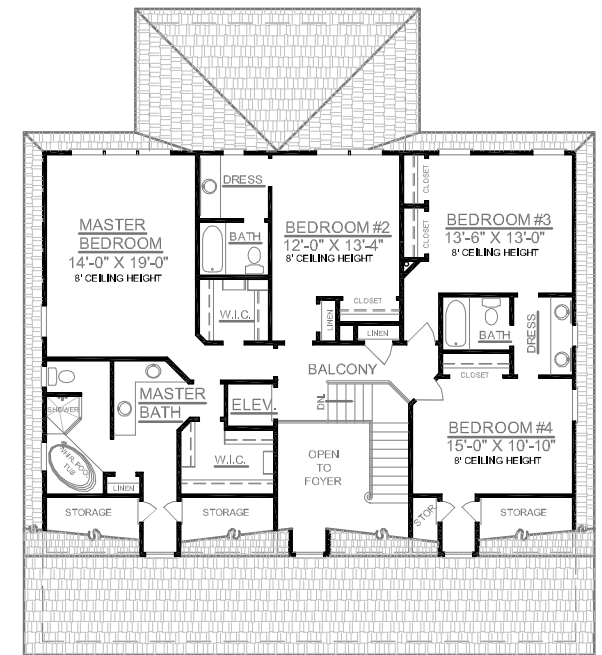 DRESS
BATH
MASTER
BEDROOM
14'-0" X 19'-0"
8' CEILING HEIGHT
BEDROOM #2
12'-0" X 13'-4"
8' CEILING HEIGHT
CLOSET
CLOSET
BEDROOM #3
13'-6" X 13'-0"
8' CEILING HEIGHT
W.I.C.
LINEN
CLOSET
LINEN
BATH
DRESS
BALCONY
CLOSET
MASTER
BATH
SHOWER
ELEV.
DN.
WHIRLPOOL
TUB
W.I.C.
LINEN
OPEN
TO
FOYER
BEDROOM #4
15'-0" X 10'-10"
8' CEILING HEIGHT
STORAGE
STORAGE
STOR
STORAGE